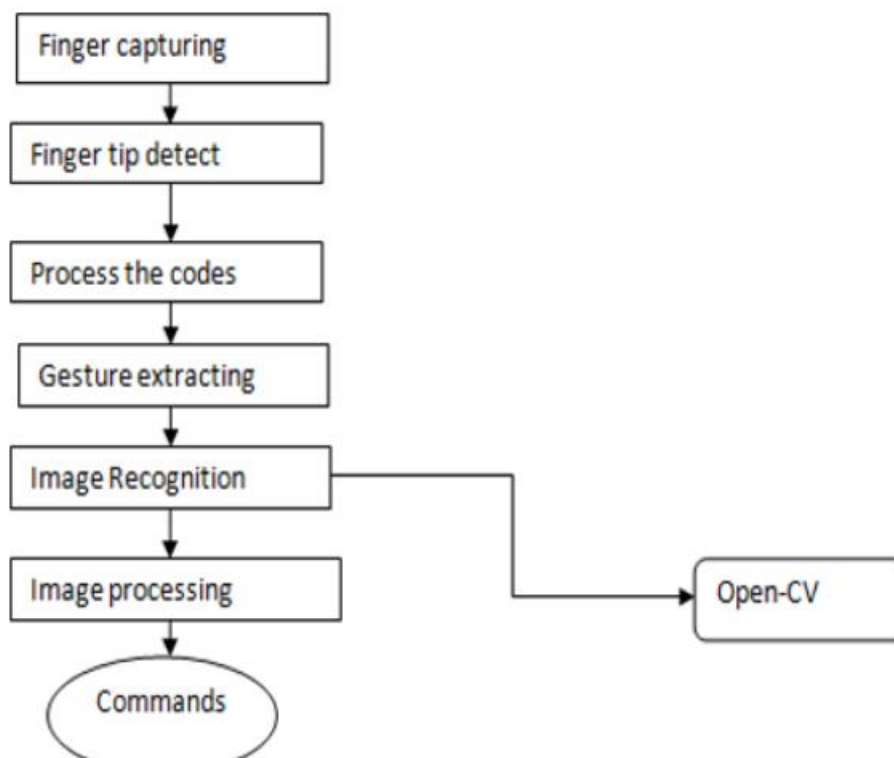 Finger capturing
Finger tip detect
Process the codes
Gesture extracting
Image Recognition
Image processing
Open-CV
Commands